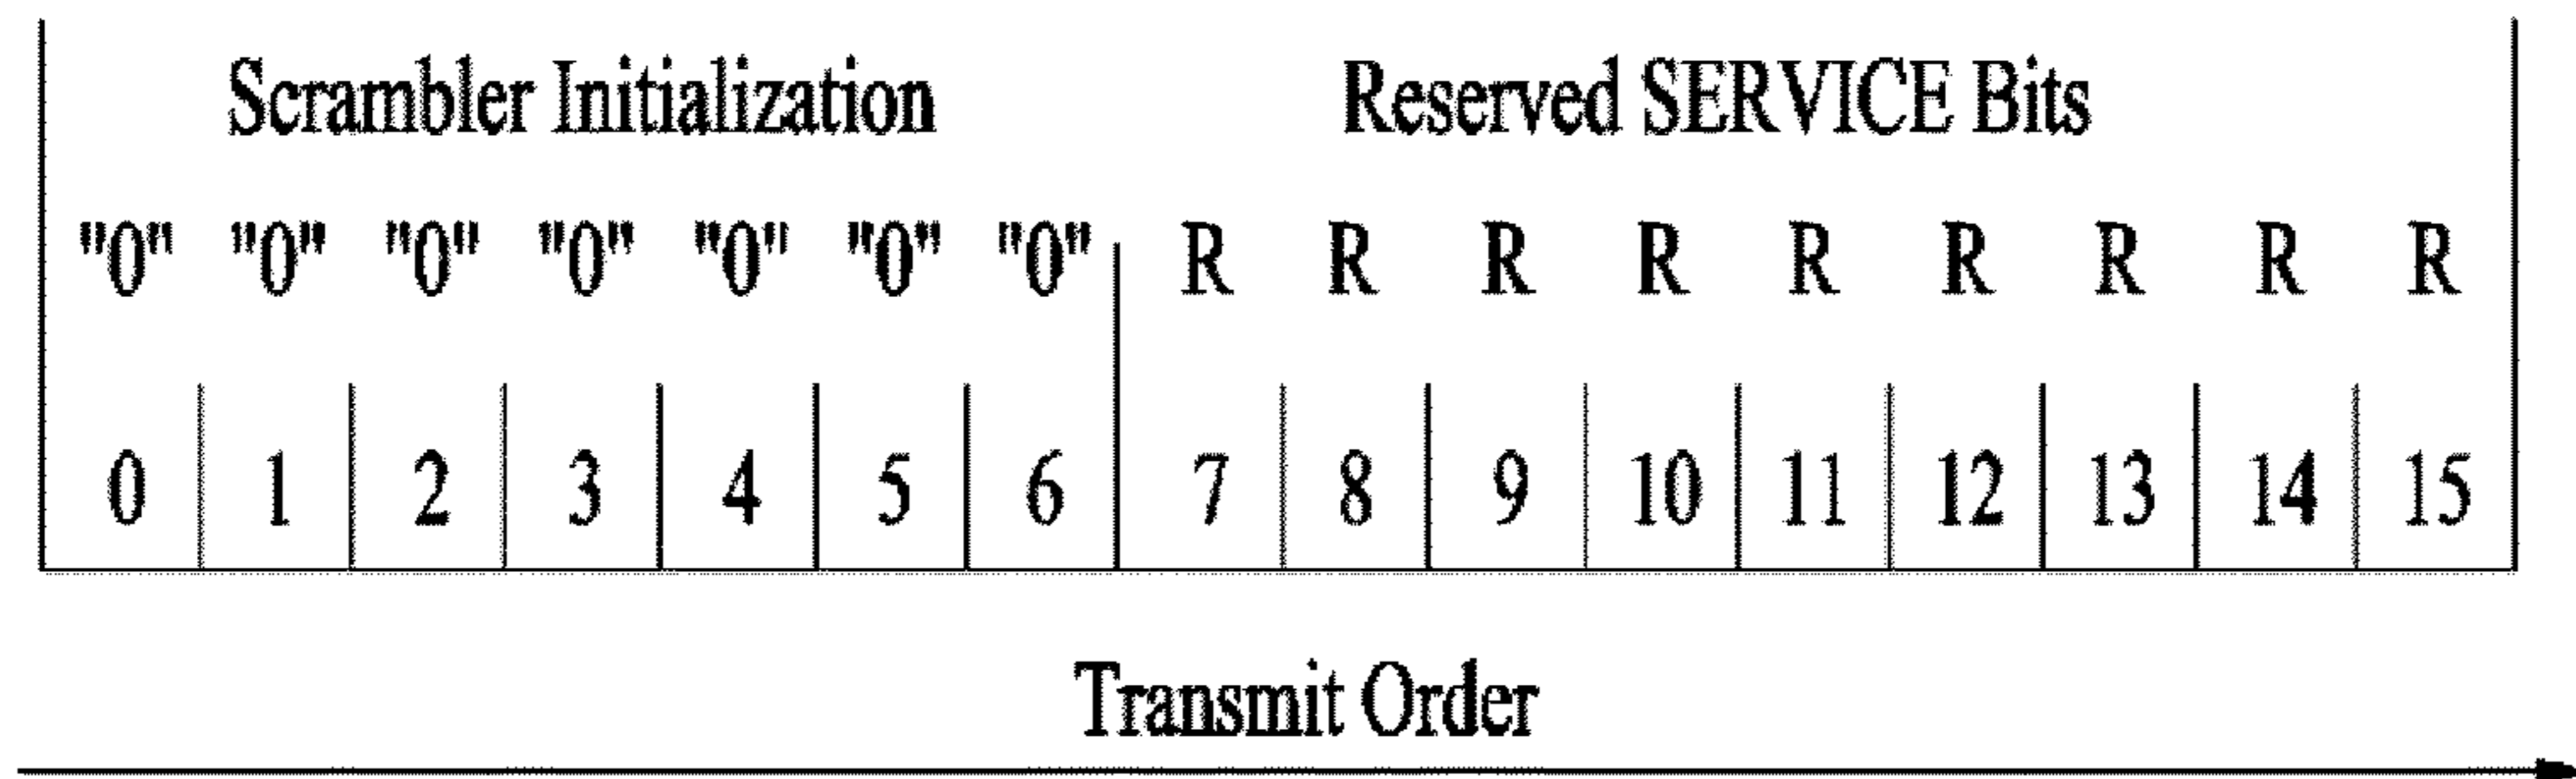 Scrambler Initialization Reserved SERVICE Bits
"0" "0" "0" "0" "0" "0" "0" R R R R R R R R R
0 1 2 3 4 5 6 7 8 9 10 11 12 13 14 15
Transmit Order